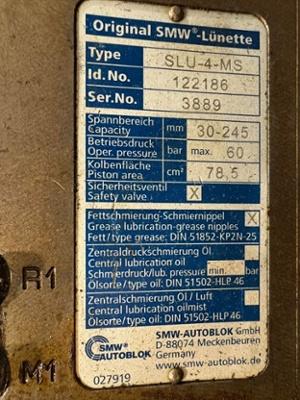 Original SMW®-Lünette
Type SLU-4-MS
Id.No. 122186
Ser.No. 3889
Spannbereich
Capacity mm 30-245
Betriebsdruck
Oper. pressure bar max. 60
Kolbenfläche
Piston area cm² 78,5
Sicherheitsventil
Safety valve X
Fettschmierung-Schmiernippel X
Grease lubrication-grease nipples
Fett/type grease: DIN 51852-KP2N-25
Zentraldruckschmierung Öl
Central lubrication oil
Schmierdruck/lub. pressure min. bar
Ölsorte/type oil: DIN 51502-HLP 46
Zentralschmierung Öl / Luft
Central lubrication oilmist
Ölsorte/type oil: DIN 51502-HLP 46
SMW-AUTOBLOK GmbH
D-88074 Meckenbeuren
Germany
www.smw-autoblok.de
SMW
AUTOBLOK
027919
R1
M1